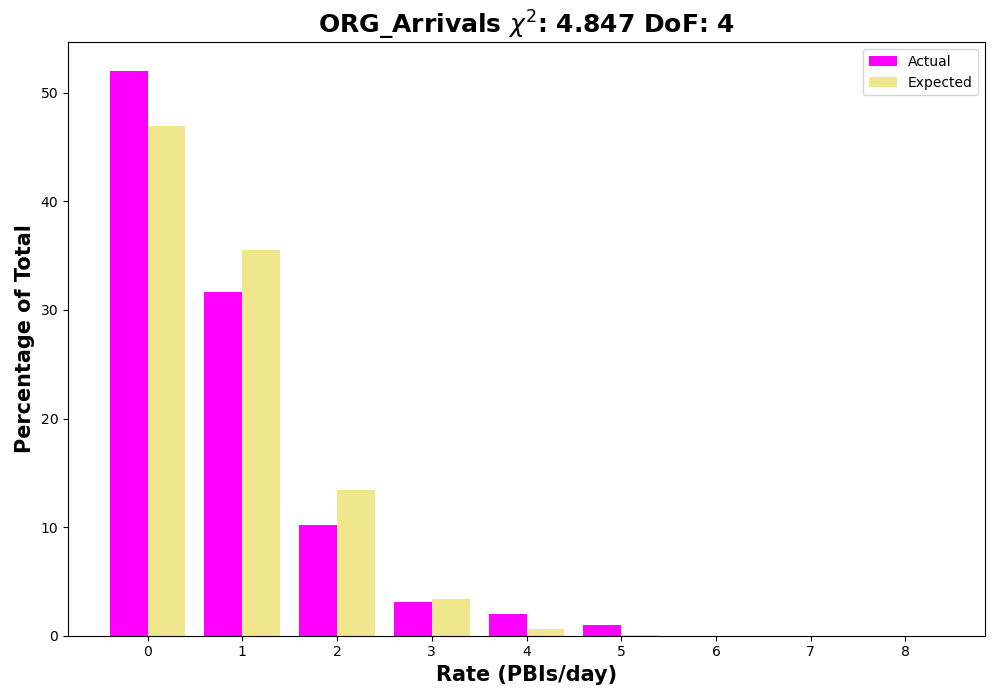 ORG_Arrivals χ²: 4.847 DoF: 4
Actual
Expected
Percentage of Total
50
40
30
20
10
0
0 1 2 3 4 5 6 7 8
Rate (PBIs/day)